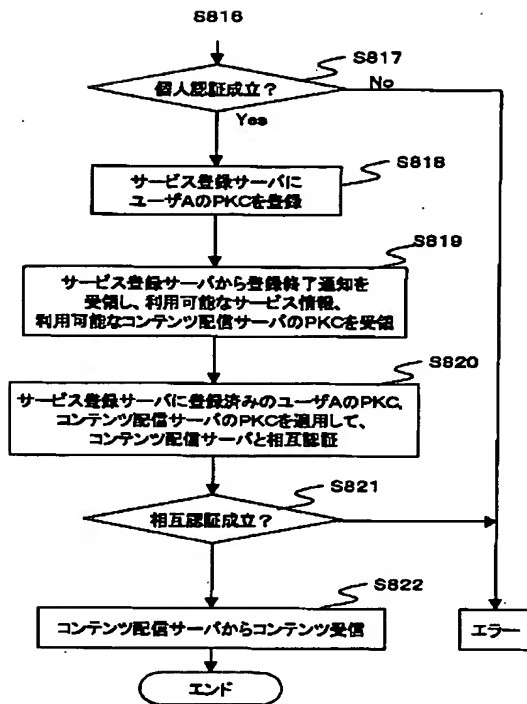 S816
S817
個人認証成立?
No
Yes
S818
サービス登録サーバに
ユーザAのPKCを登録
S819
サービス登録サーバから登録終了通知を
受領し、利用可能なサービス情報、
利用可能なコンテンツ配信サーバのPKCを受領
S820
サービス登録サーバに登録済みのユーザAのPKC,
コンテンツ配信サーバのPKCを適用して、
コンテンツ配信サーバと相互認証
S821
相互認証成立?
S822
コンテンツ配信サーバからコンテンツ受信
エラー
エンド